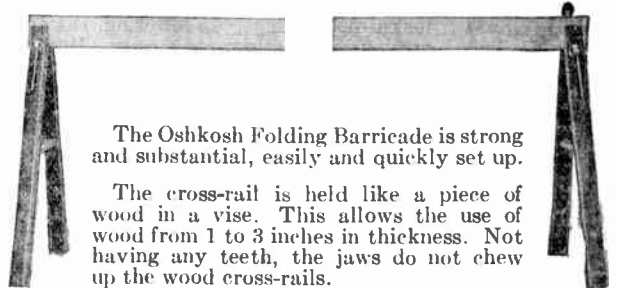 The Oshkosh Folding Barricade is strong
and substantial, easily and quickly set up.
The cross-rail is held like a piece of
wood in a vise. This allows the use of
wood from 1 to 3 inches in thickness. Not
having any teeth, the jaws do not chew
up the wood cross-rails.